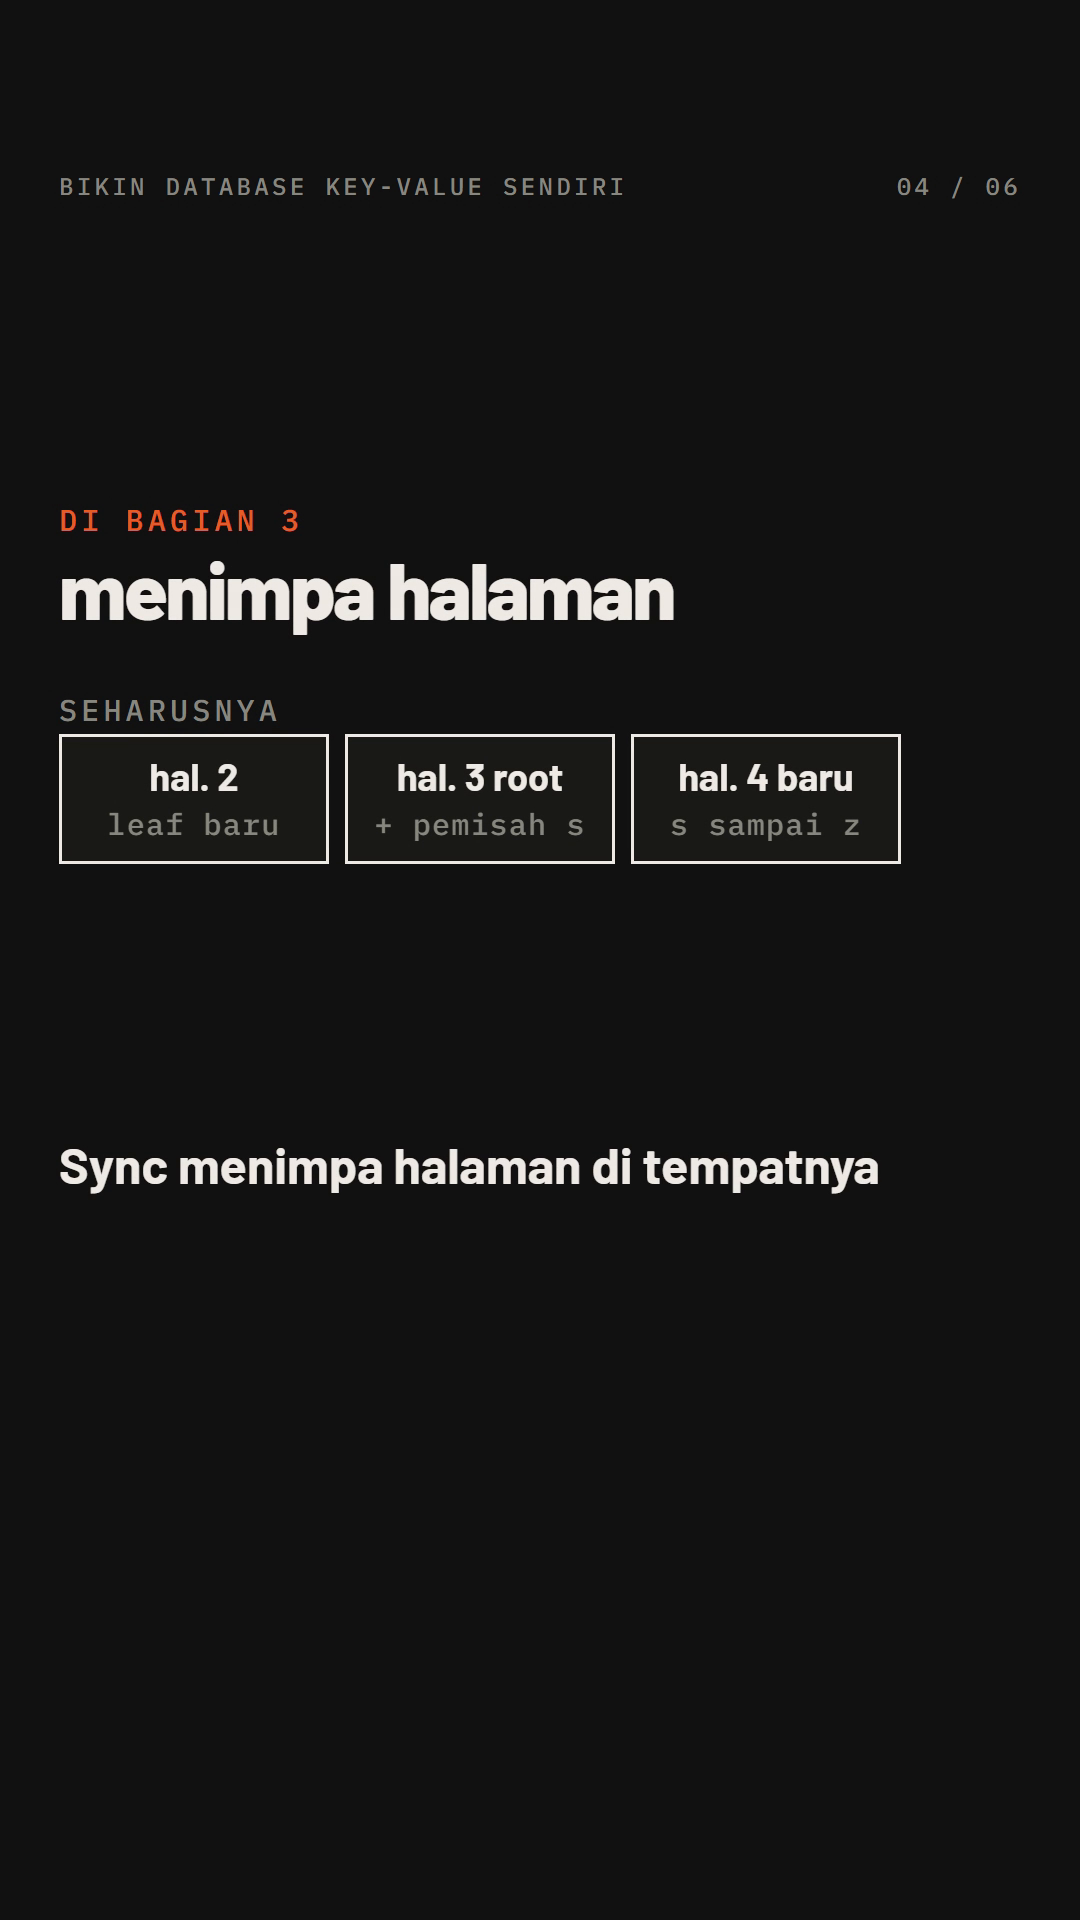 BIKIN DATABASE KEY-VALUE SENDIRI 04 / 06
DI BAGIAN 3
menimpa halaman
SEHARUSNYA
hal. 2 hal. 3 root hal. 4 baru
leaf baru + pemisah s s sampai z
Sync menimpa halaman di tempatnya